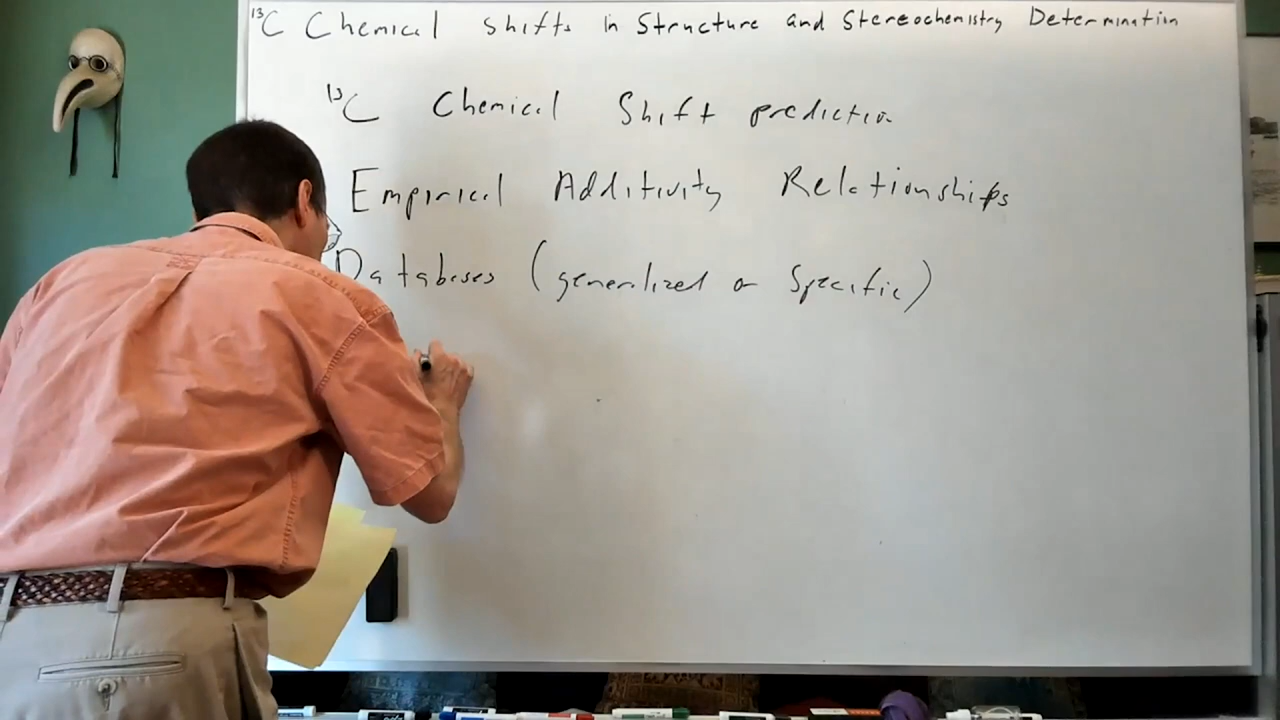 ¹³C Chemical Shifts in Structure and Stereochemistry Determination
¹³C Chemical Shift prediction
Empirical Additivity Relationships
Databases (generalized or Specific)